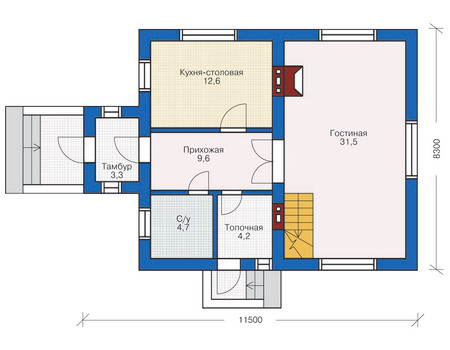 Кухня-столовая
12,6
Гостиная
31,5
Прихожая
9,6
Тамбур
3,3
С/у
4,7
Топочная
4,2
8300
11500